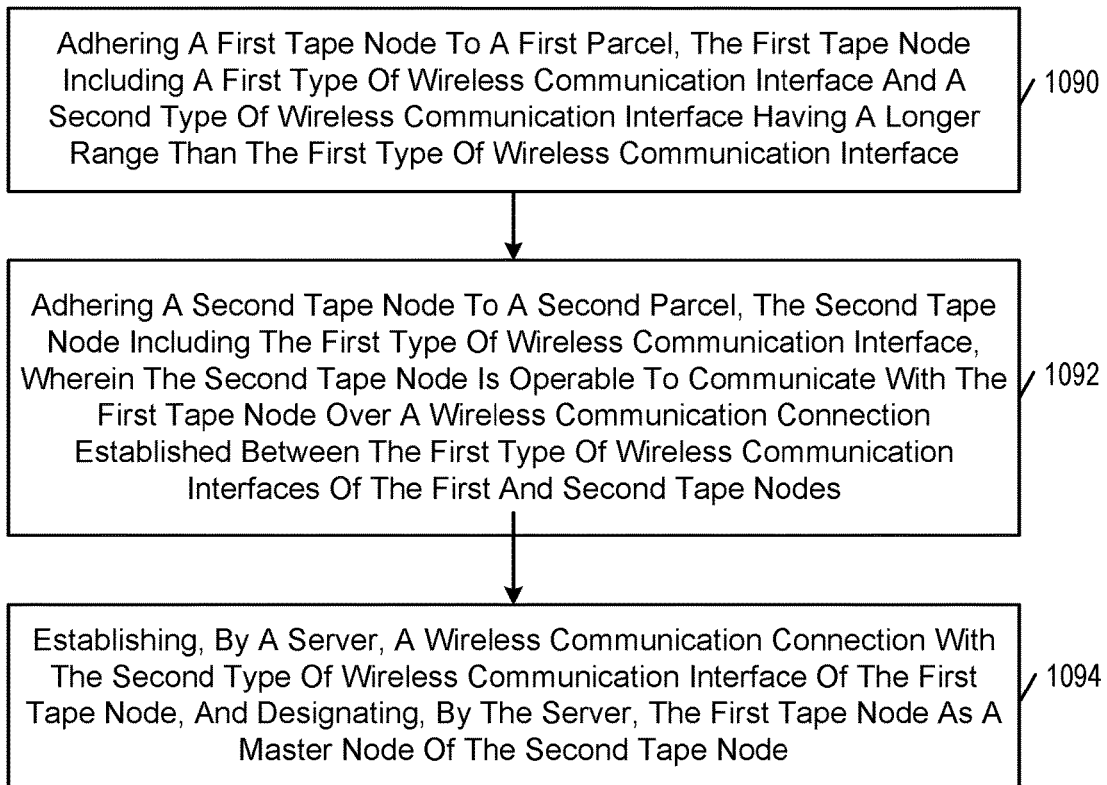 Adhering A First Tape Node To A First Parcel, The First Tape Node
Including A First Type Of Wireless Communication Interface And A
Second Type Of Wireless Communication Interface Having A Longer
Range Than The First Type Of Wireless Communication Interface
1090
Adhering A Second Tape Node To A Second Parcel, The Second Tape
Node Including The First Type Of Wireless Communication Interface,
Wherein The Second Tape Node Is Operable To Communicate With The
First Tape Node Over A Wireless Communication Connection
Established Between The First Type Of Wireless Communication
Interfaces Of The First And Second Tape Nodes
1092
Establishing, By A Server, A Wireless Communication Connection With
The Second Type Of Wireless Communication Interface Of The First
Tape Node, And Designating, By The Server, The First Tape Node As A
Master Node Of The Second Tape Node
1094